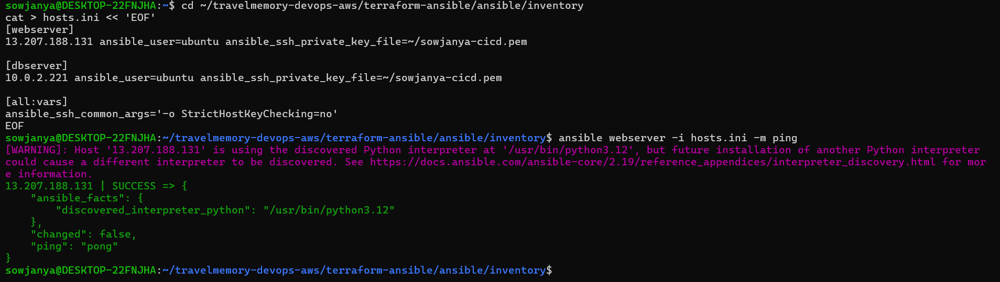 sowjanya@DESKTOP-22FNJHA:~$ cd ~/travelmemory-devops-aws/terraform-ansible/ansible/inventory
cat > hosts.ini << 'EOF'
[webserver]
13.207.188.131 ansible_user=ubuntu ansible_ssh_private_key_file=~/sowjanya-cicd.pem

[dbserver]
10.0.2.221 ansible_user=ubuntu ansible_ssh_private_key_file=~/sowjanya-cicd.pem

[all:vars]
ansible_ssh_common_args='-o StrictHostKeyChecking=no'
EOF
sowjanya@DESKTOP-22FNJHA:~/travelmemory-devops-aws/terraform-ansible/ansible/inventory$ ansible webserver -i hosts.ini -m ping
[WARNING]: Host '13.207.188.131' is using the discovered Python interpreter at '/usr/bin/python3.12', but future installation of another Python interpreter
could cause a different interpreter to be discovered. See https://docs.ansible.com/ansible-core/2.19/reference_appendices/interpreter_discovery.html for mor
e information.
13.207.188.131 | SUCCESS => {
    "ansible_facts": {
        "discovered_interpreter_python": "/usr/bin/python3.12"
    },
    "changed": false,
    "ping": "pong"
}
sowjanya@DESKTOP-22FNJHA:~/travelmemory-devops-aws/terraform-ansible/ansible/inventory$